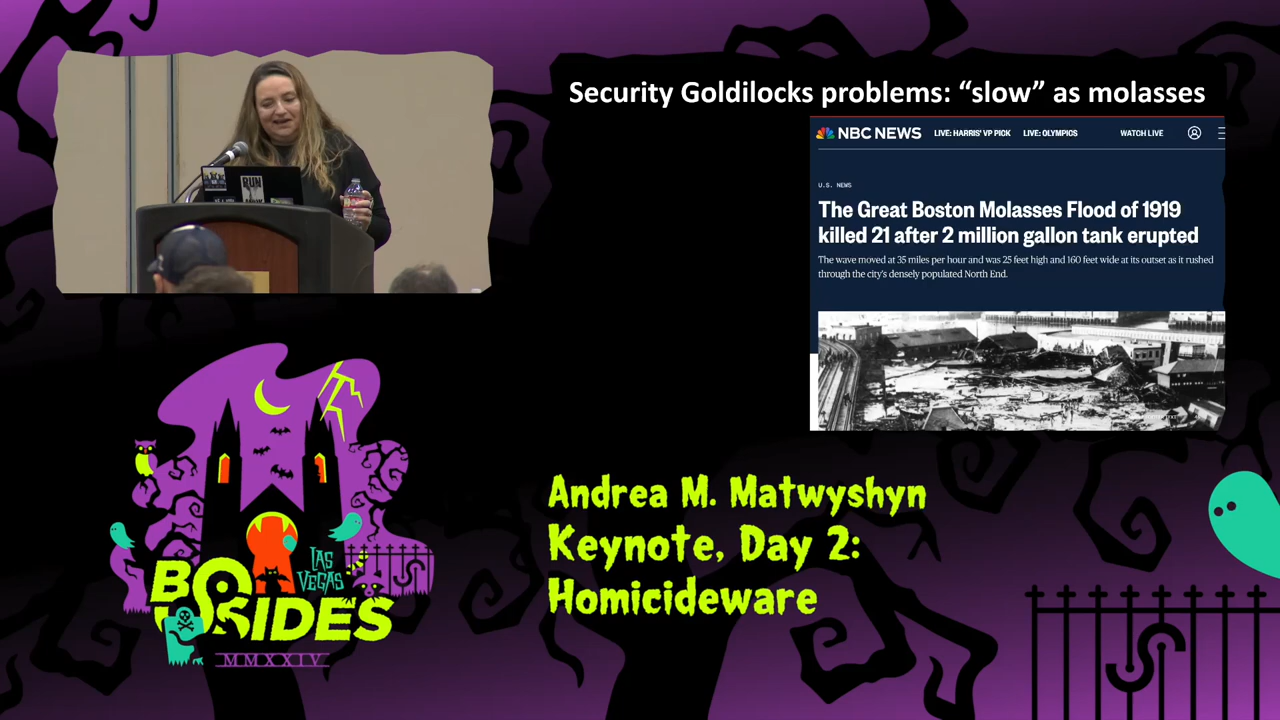 Security Goldilocks problems: “slow” as molasses
NBC NEWS LIVE: HARRIS' VP PICK LIVE: OLYMPICS WATCH LIVE
U.S. NEWS
The Great Boston Molasses Flood of 1919
killed 21 after 2 million gallon tank erupted
The wave moved at 35 miles per hour and was 25 feet high and 160 feet wide at its outset as it rushed
through the city's densely populated North End.
RUN
Andrea M. Matwyshyn
Keynote, Day 2:
Homicideware
LAS
VEGAS
BSIDES
MMXXIV